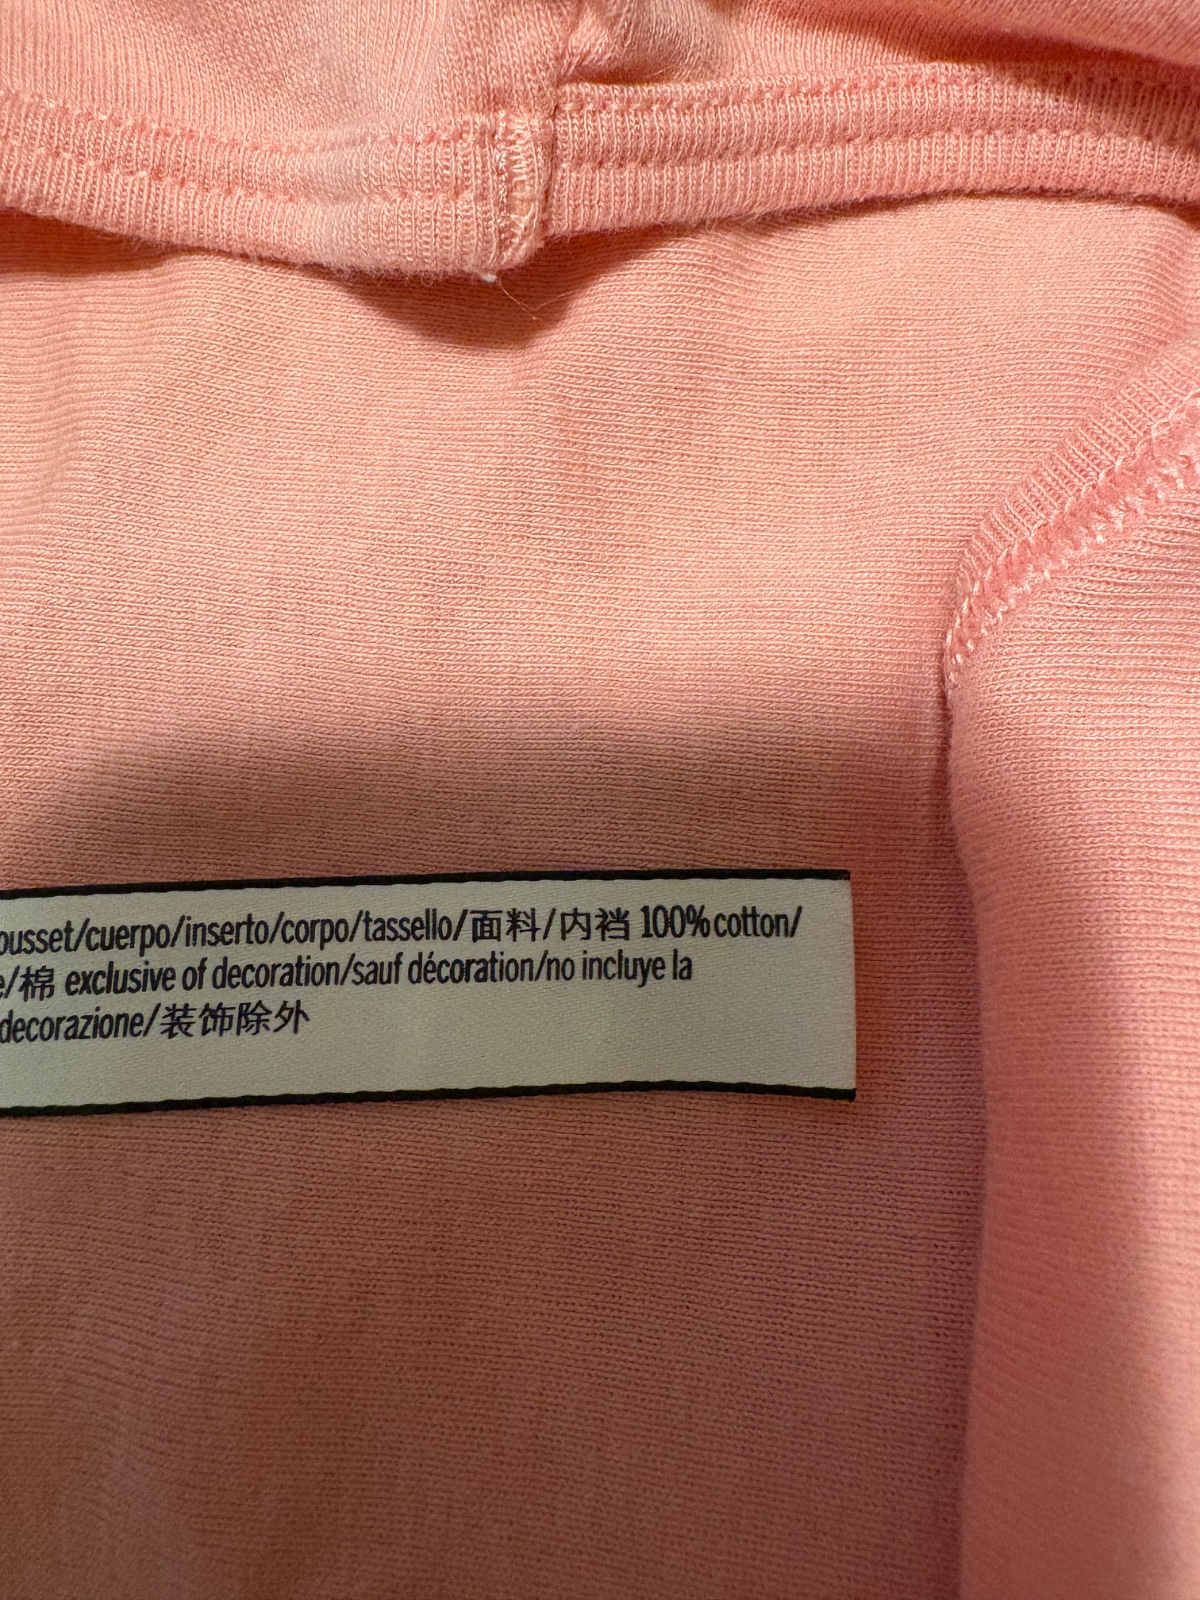 ousset/cuerpo/inserto/corpo/tassello/面料/内裆 100% cotton/
e/棉 exclusive of decoration/sauf décoration/no incluye la
decorazione/装饰除外